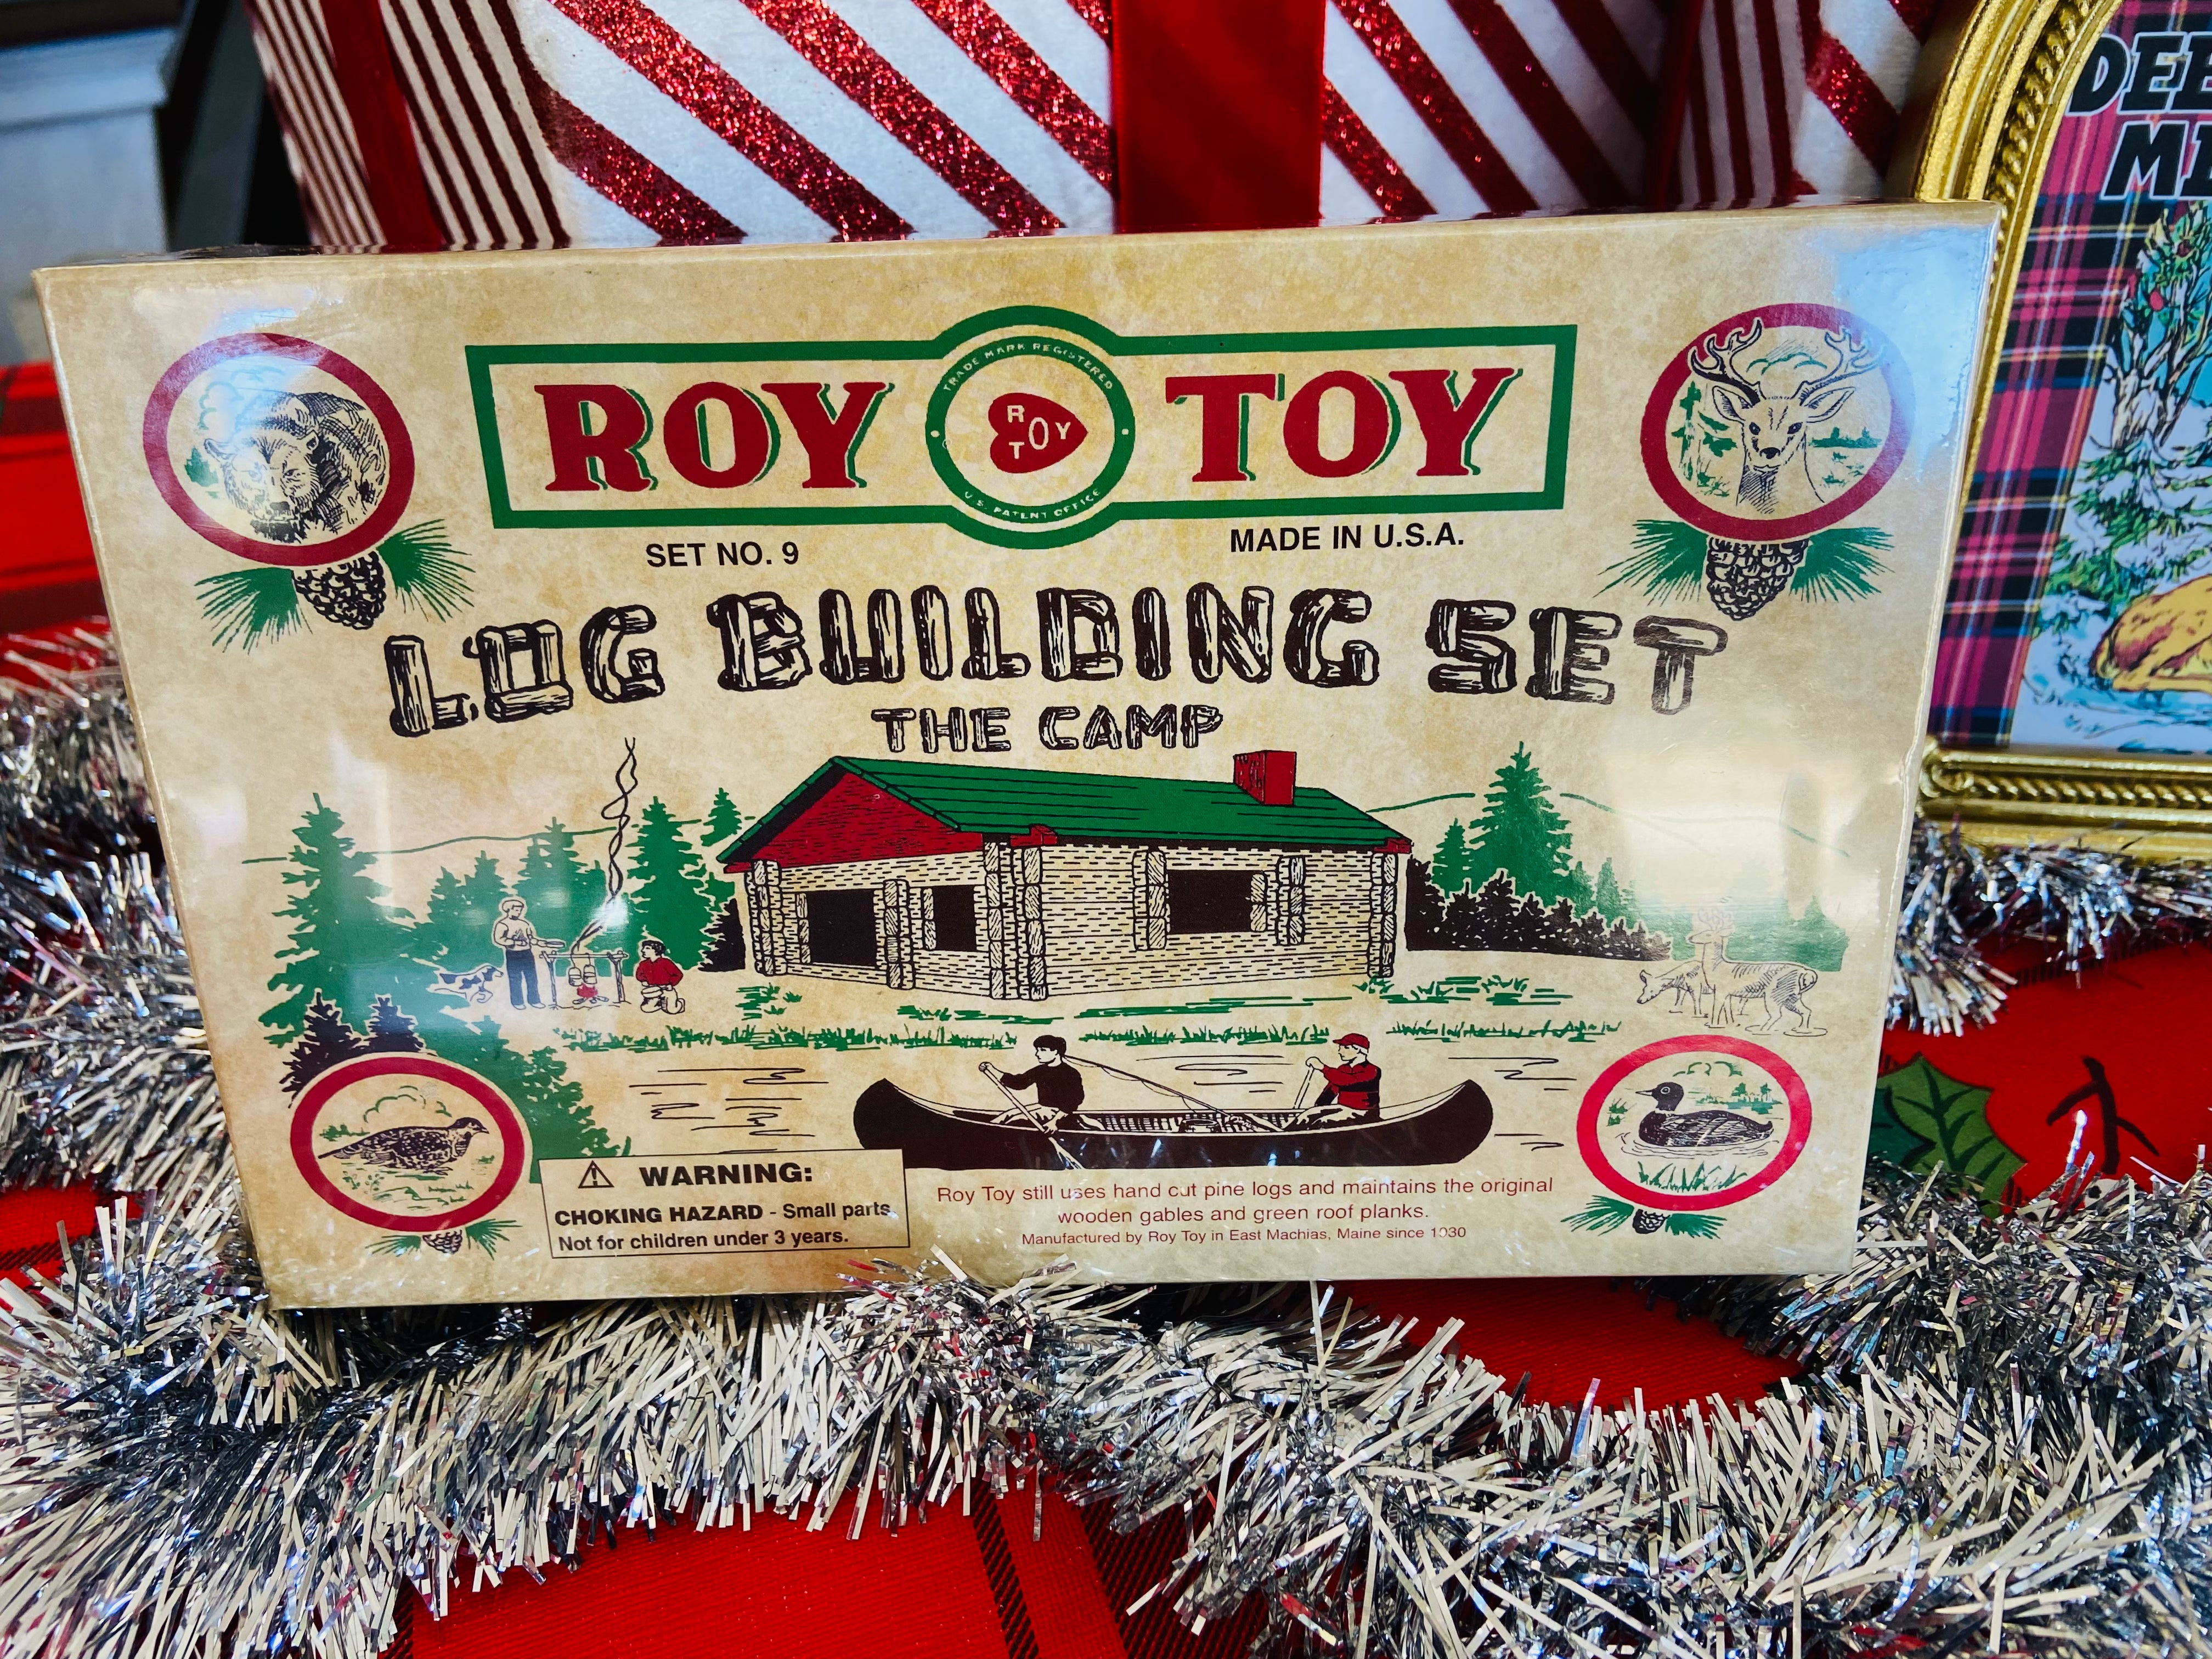 ROY TOY
TRADE MARK REGISTERED
ROY
TOY
U.S. PATENT OFFICE
SET NO. 9
MADE IN U.S.A.
LOG BUILDING SET
THE CAMP
WARNING:
CHOKING HAZARD - Small parts
Not for children under 3 years.
Roy Toy still uses hand cut pine logs and maintains the original
wooden gables and green roof planks.
Manufactured by Roy Toy in East Machias, Maine since 1930